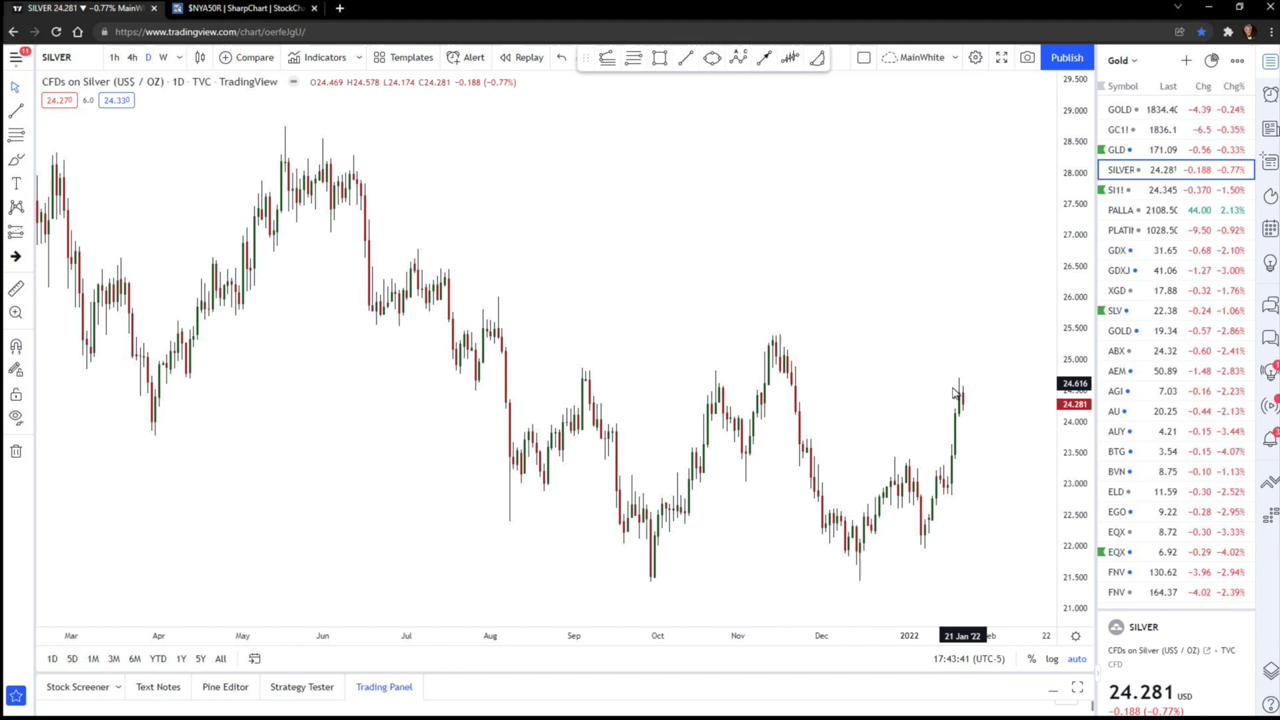 SILVER 24.281 ▼ −0.77% MainW
$NYA50R | SharpChart | StockCh
https://www.tradingview.com/chart/oerfeJgU/
SILVER 1h 4h D W Compare Indicators Templates Alert Replay MainWhite Publish
CFDs on Silver (US$ / OZ) · 1D · TVC · TradingView O24.469 H24.578 L24.174 C24.281 −0.188 (−0.77%)
24.270 6.0 24.330
29.500
29.000
28.500
28.000
27.500
27.000
26.500
26.000
25.500
25.000
24.616
24.281
24.000
23.500
23.000
22.500
22.000
21.500
21.000
Mar Apr May Jun Jul Aug Sep Oct Nov Dec 2022 21 Jan '22 eb 22
1D 5D 1M 3M 6M YTD 1Y 5Y All 17:43:41 (UTC-5) % log auto
Stock Screener Text Notes Pine Editor Strategy Tester Trading Panel
Gold
Symbol Last Chg Chg%
GOLD 1834.40 −4.39 −0.24%
GC1! 1836.1 −6.5 −0.35%
GLD 171.09 −0.56 −0.33%
SILVER 24.281 −0.188 −0.77%
SI1! 24.345 −0.370 −1.50%
PALLA 2108.50 44.00 2.13%
PLATIN 1028.50 −9.50 −0.92%
GDX 31.65 −0.68 −2.10%
GDXJ 41.06 −1.27 −3.00%
XGD 17.88 −0.32 −1.76%
SLV 22.38 −0.24 −1.06%
GOLD 19.34 −0.57 −2.86%
ABX 24.32 −0.60 −2.41%
AEM 50.89 −1.48 −2.83%
AGI 7.03 −0.16 −2.23%
AU 20.25 −0.44 −2.13%
AUY 4.21 −0.15 −3.44%
BTG 3.54 −0.15 −4.07%
BVN 8.75 −0.10 −1.13%
ELD 11.59 −0.30 −2.52%
EGO 9.22 −0.28 −2.95%
EQX 8.72 −0.30 −3.33%
EQX 6.92 −0.29 −4.02%
FNV 130.62 −3.96 −2.94%
FNV 164.37 −4.02 −2.39%
SILVER
CFDs on Silver (US$ / OZ) · TVC
CFD
24.281 USD
−0.188 (−0.77%)